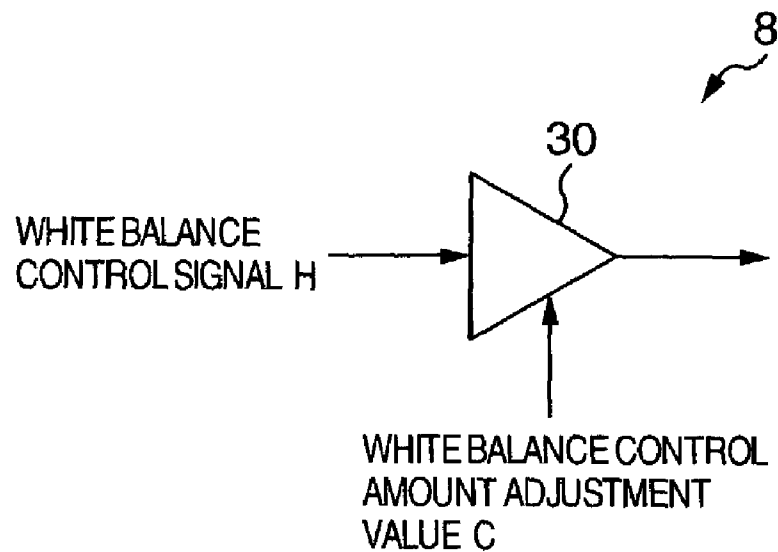 8
30
WHITE BALANCE
CONTROL SIGNAL H
WHITE BALANCE CONTROL
AMOUNT ADJUSTMENT
VALUE C